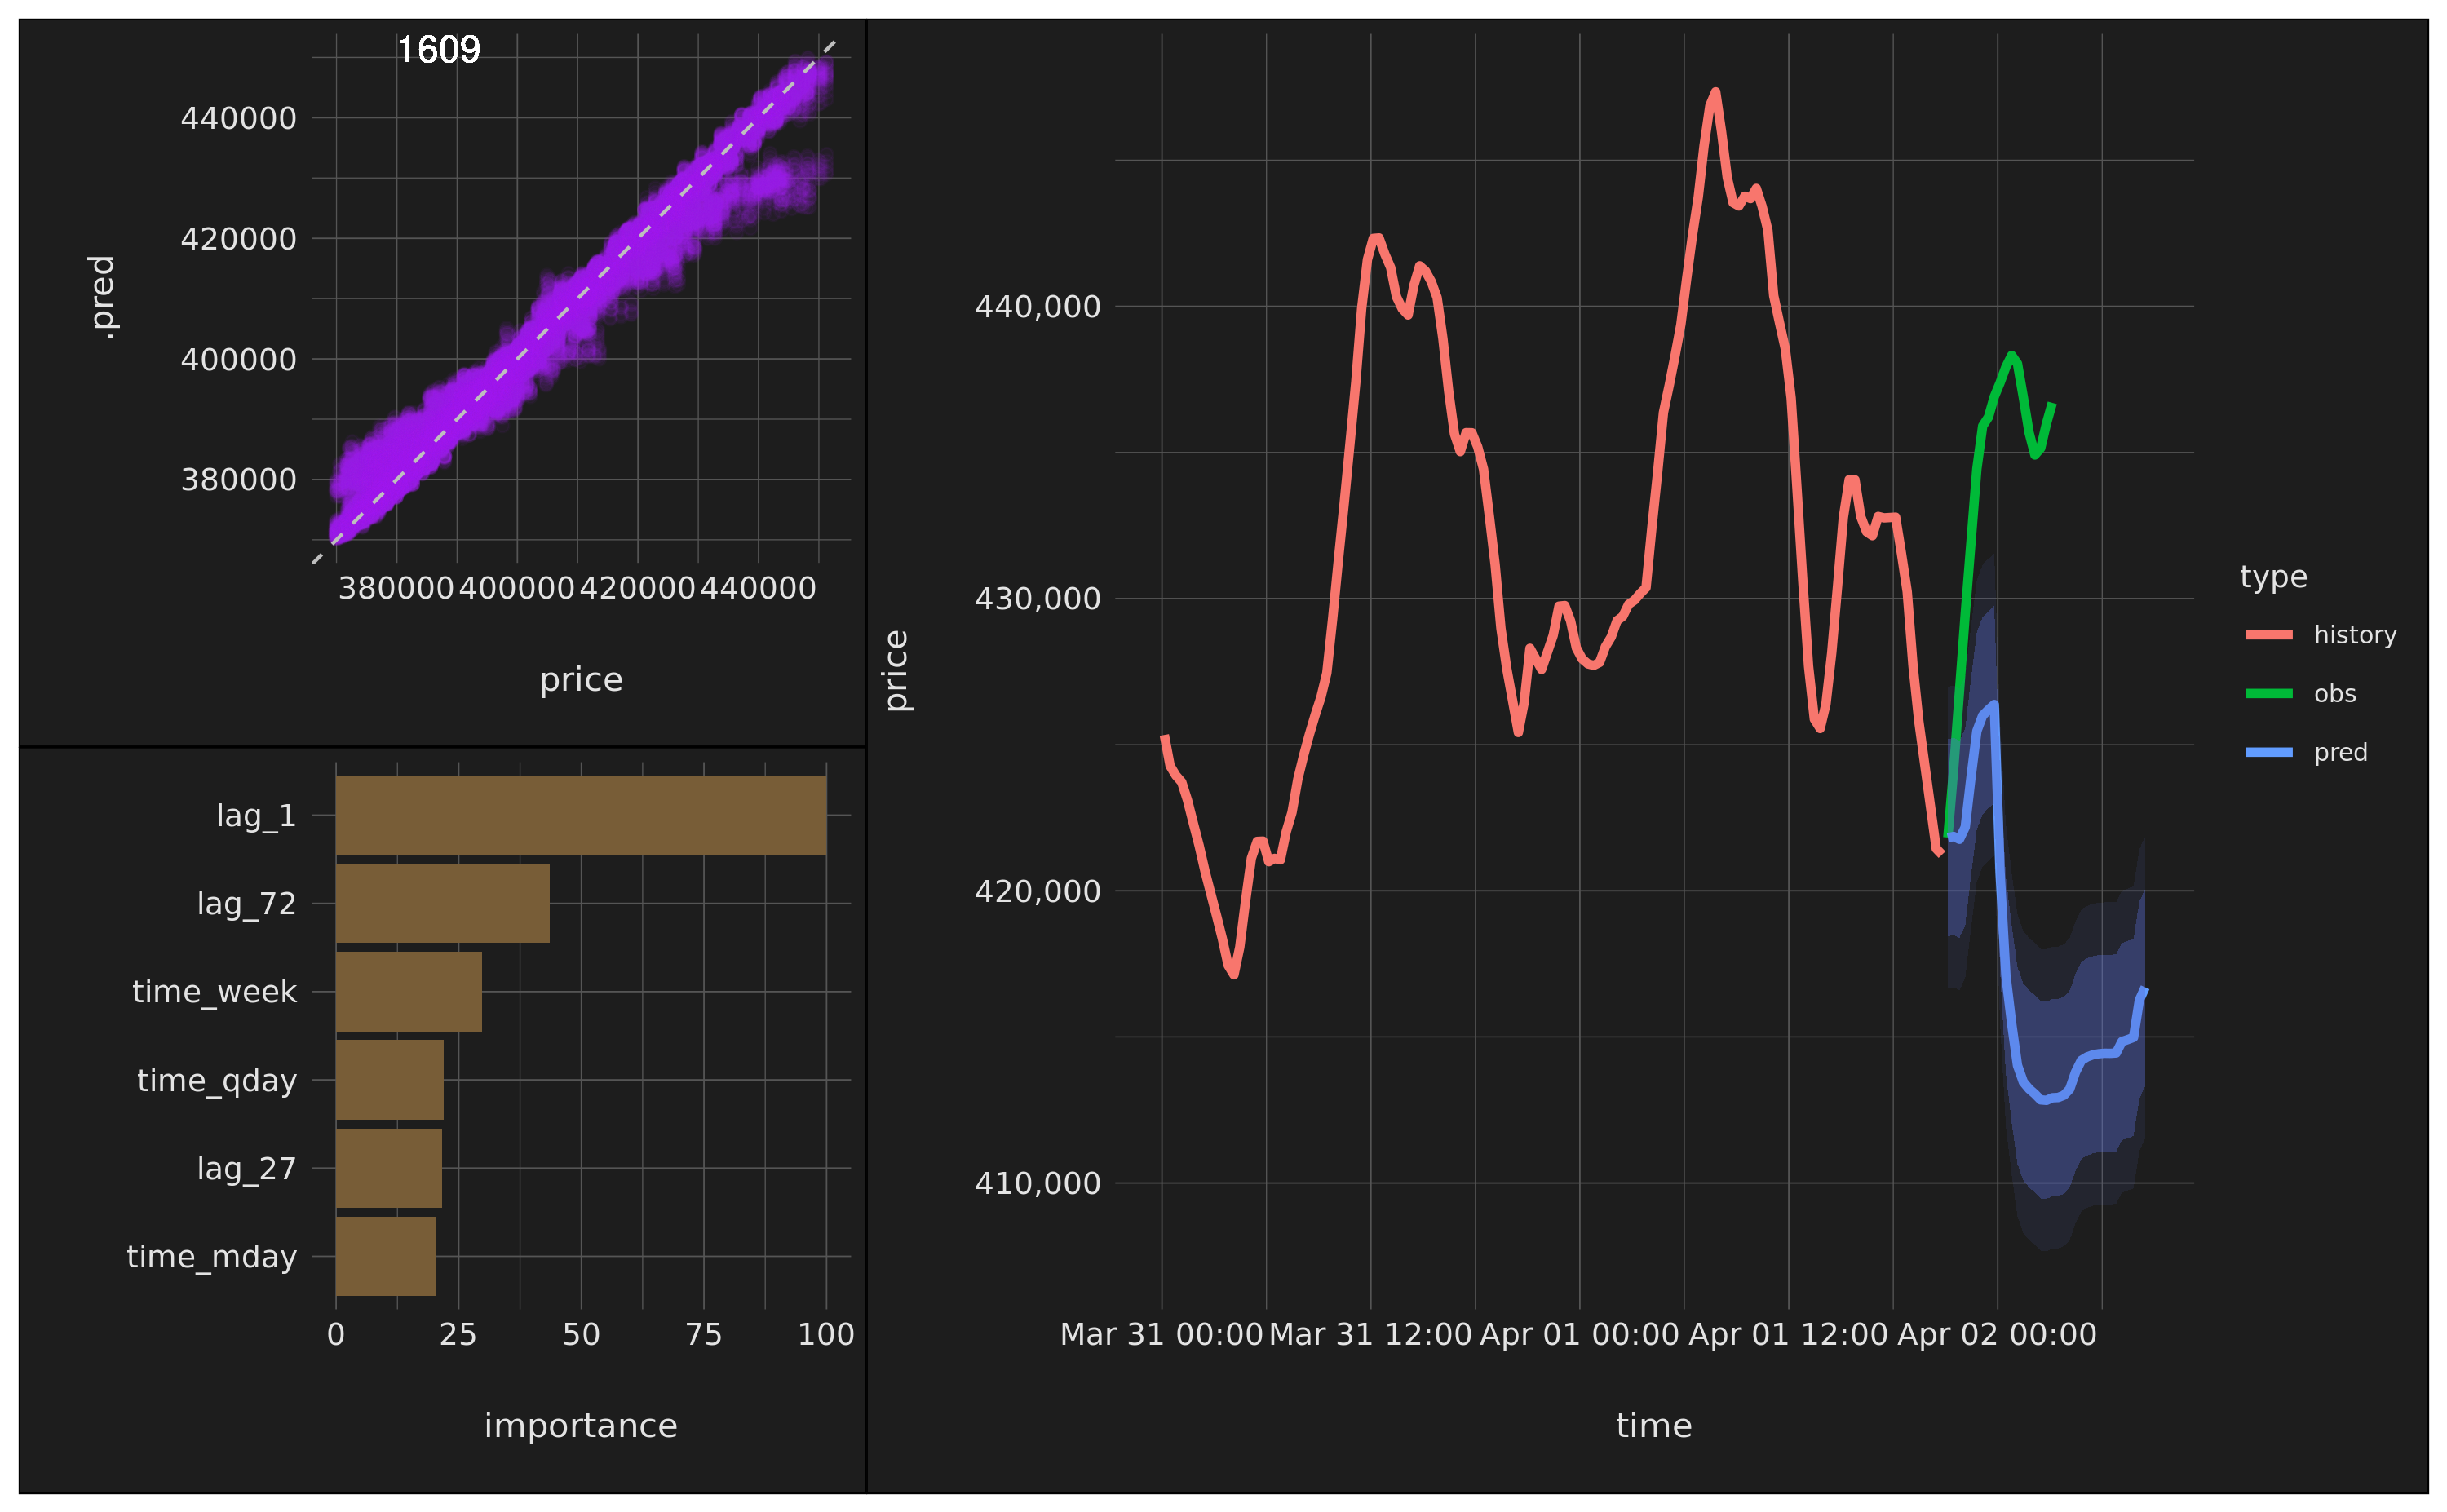 1609
440000
420000
400000
380000
.pred
380000 400000 420000 440000
price
lag_1
lag_72
time_week
time_qday
lag_27
time_mday
0 25 50 75 100
importance
440,000
430,000
420,000
410,000
price
Mar 31 00:00 Mar 31 12:00 Apr 01 00:00 Apr 01 12:00 Apr 02 00:00
time
type
history
obs
pred